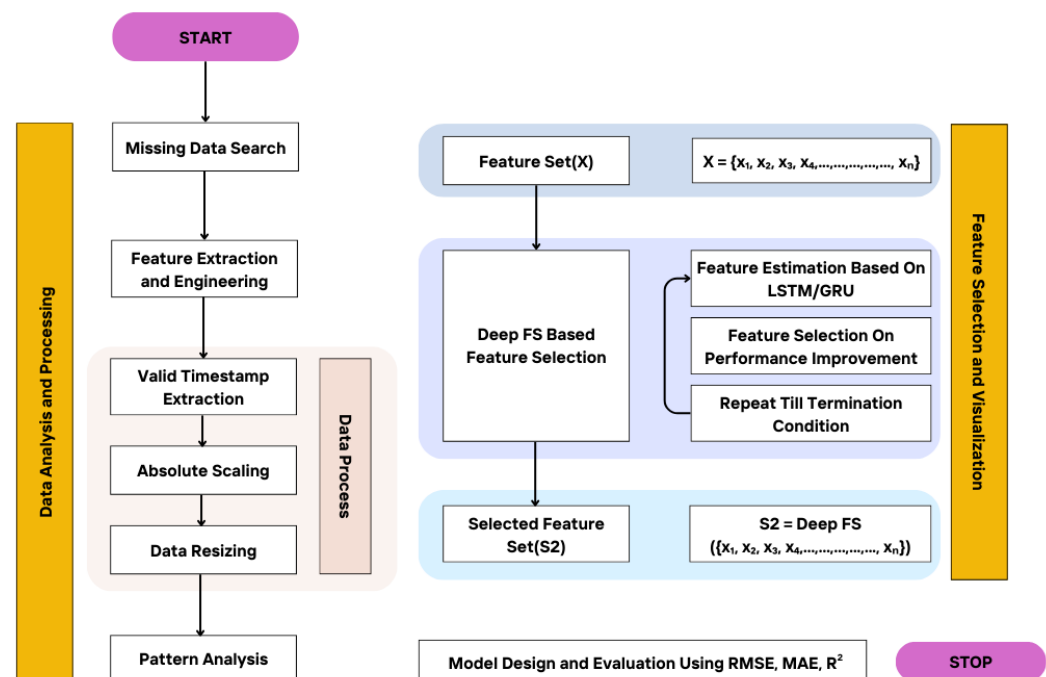 START
Data Analysis and Processing
Missing Data Search
Feature Extraction
and Engineering
Valid Timestamp
Extraction
Absolute Scaling
Data Resizing
Data Process
Pattern Analysis
Feature Set(X)
X = {x₁, x₂, x₃, x₄,...,...,...,...,..., xₙ}
Deep FS Based
Feature Selection
Feature Estimation Based On
LSTM/GRU
Feature Selection On
Performance Improvement
Repeat Till Termination
Condition
Selected Feature
Set(S2)
S2 = Deep FS
({x₁, x₂, x₃, x₄,...,...,...,...,..., xₙ})
Feature Selection and Visualization
Model Design and Evaluation Using RMSE, MAE, R²
STOP